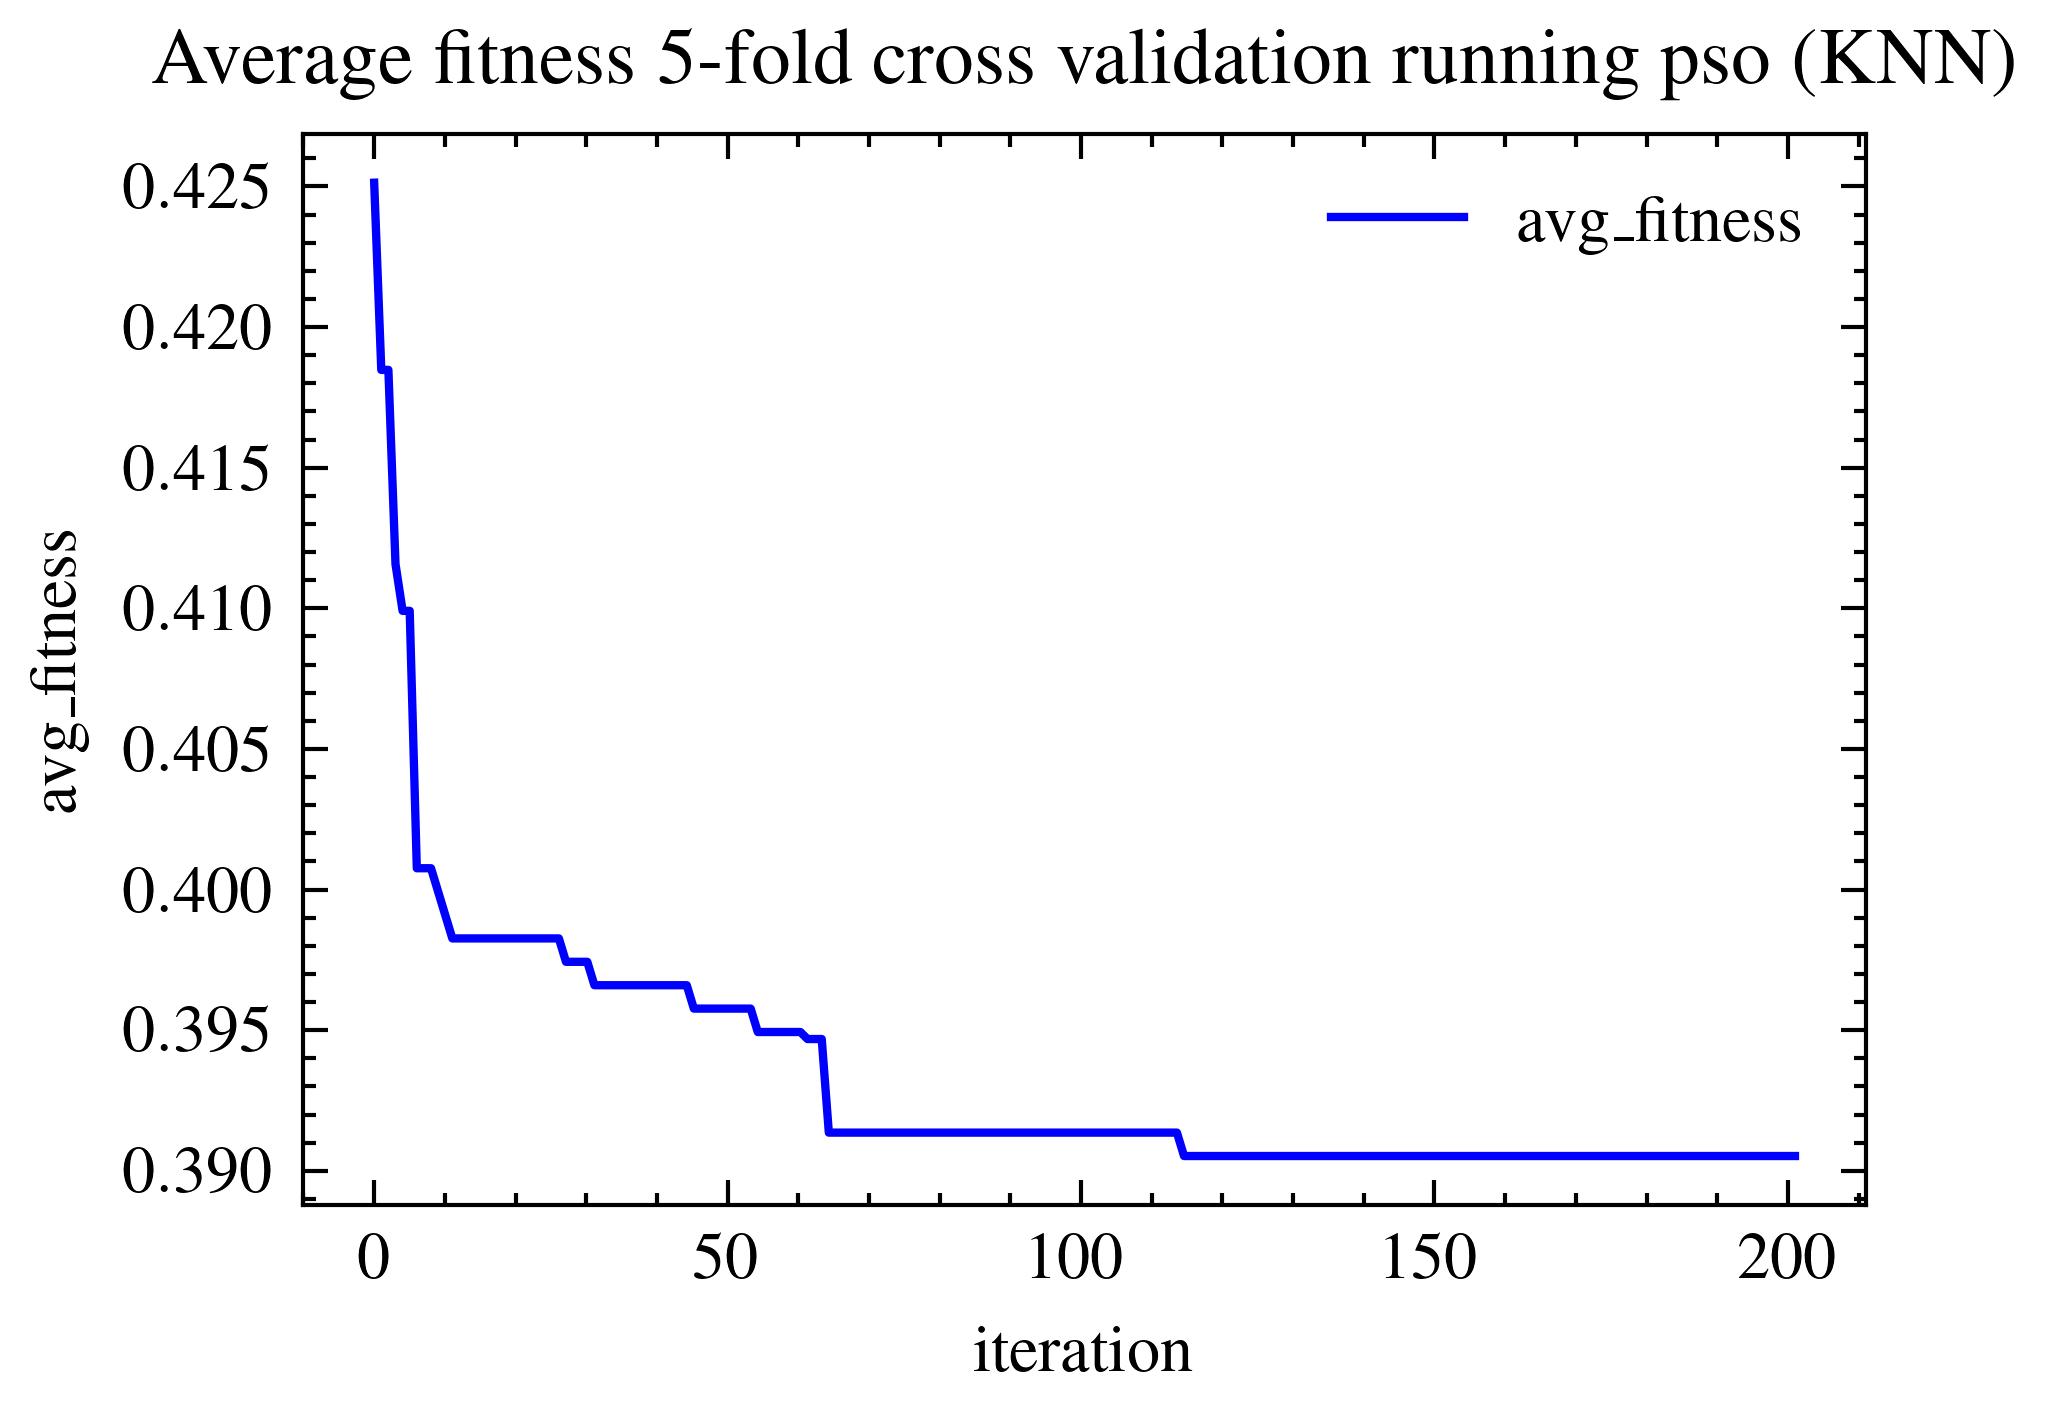 Average fitness 5-fold cross validation running pso (KNN)
avg_fitness
0.425
0.420
0.415
0.410
0.405
0.400
0.395
0.390
avg_fitness
0 50 100 150 200
iteration